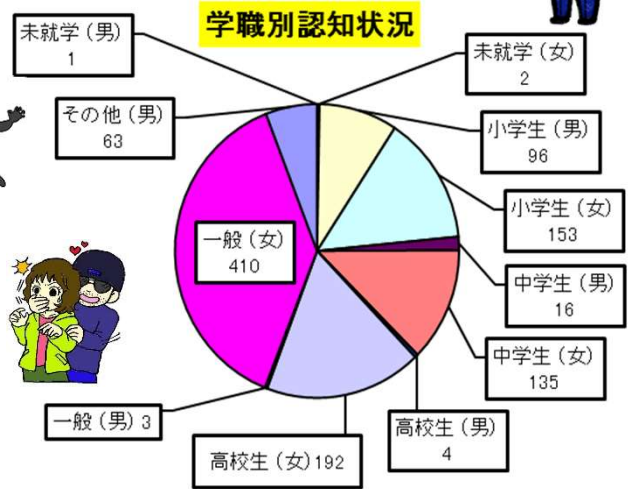 学職別認知状況
未就学（男）
1
未就学（女）
2
その他（男）
63
小学生（男）
96
小学生（女）
153
一般（女）
410
中学生（男）
16
中学生（女）
135
一般（男）3
高校生（男）
4
高校生（女）192